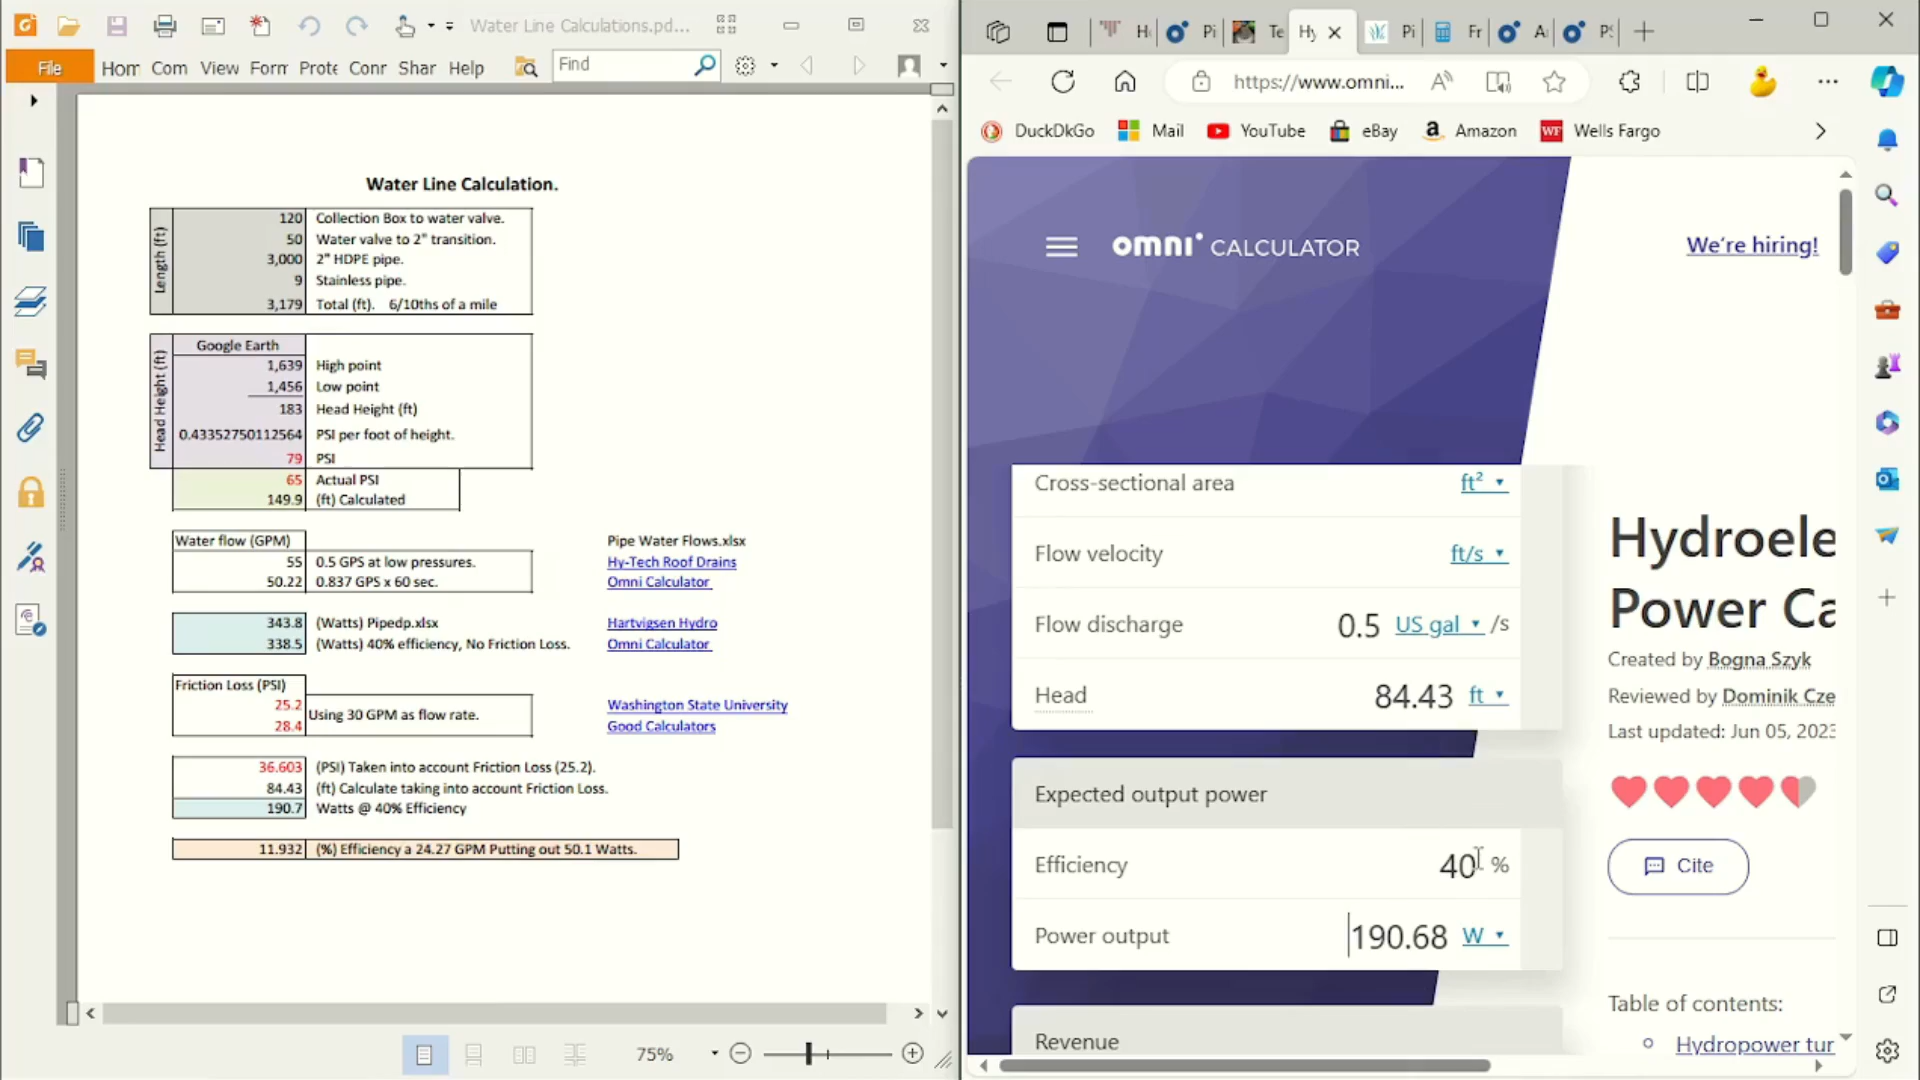 Water Line Calculations.pd...
File
Hom
Com
View
Forr
Prote
Conr
Shar
Help
Find
Water Line Calculation.
Length (ft)
120 Collection Box to water valve.
50 Water valve to 2" transition.
3,000 2" HDPE pipe.
9 Stainless pipe.
3,179 Total (ft). 6/10ths of a mile
Head Height (ft)
Google Earth
1,639 High point
1,456 Low point
183 Head Height (ft)
0.43352750112564 PSI per foot of height.
79 PSI
65 Actual PSI
149.9 (ft) Calculated
Water flow (GPM) Pipe Water Flows.xlsx
55 0.5 GPS at low pressures. Hy-Tech Roof Drains
50.22 0.837 GPS x 60 sec. Omni Calculator
343.8 (Watts) Pipedp.xlsx Hartvigsen Hydro
338.5 (Watts) 40% efficiency, No Friction Loss. Omni Calculator
Friction Loss (PSI)
25.2 Washington State University
Using 30 GPM as flow rate.
28.4 Good Calculators
36.603 (PSI) Taken into account Friction Loss (25.2).
84.43 (ft) Calculate taking into account Friction Loss.
190.7 Watts @ 40% Efficiency
11.932 (%) Efficiency a 24.27 GPM Putting out 50.1 Watts.
75%
Pi
Te
Hy
Pi
Fr
https://www.omni...
DuckDkGo
Mail
YouTube
eBay
Amazon
WF
Wells Fargo
omni CALCULATOR
We're hiring!
Cross-sectional area ft²
Flow velocity ft/s
Flow discharge 0.5 US gal /s
Head 84.43 ft
Expected output power
Efficiency 40 %
Power output 190.68 W
Revenue
Hydroele
Power Ca
Created by Bogna Szyk
Reviewed by Dominik Cze
Last updated: Jun 05, 2023
Cite
Table of contents:
Hydropower tur